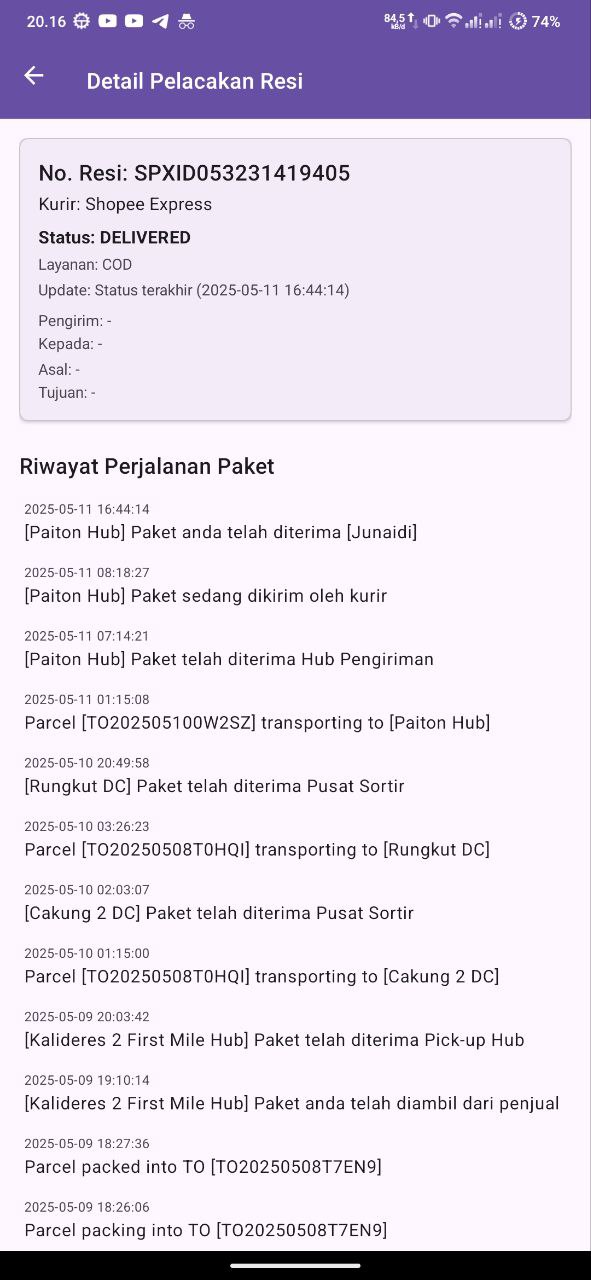 20.16
84,5
kB/d
74%
Detail Pelacakan Resi
No. Resi: SPXID053231419405
Kurir: Shopee Express
Status: DELIVERED
Layanan: COD
Update: Status terakhir (2025-05-11 16:44:14)
Pengirim: -
Kepada: -
Asal: -
Tujuan: -
Riwayat Perjalanan Paket
2025-05-11 16:44:14
[Paiton Hub] Paket anda telah diterima [Junaidi]
2025-05-11 08:18:27
[Paiton Hub] Paket sedang dikirim oleh kurir
2025-05-11 07:14:21
[Paiton Hub] Paket telah diterima Hub Pengiriman
2025-05-11 01:15:08
Parcel [TO202505100W2SZ] transporting to [Paiton Hub]
2025-05-10 20:49:58
[Rungkut DC] Paket telah diterima Pusat Sortir
2025-05-10 03:26:23
Parcel [TO20250508T0HQI] transporting to [Rungkut DC]
2025-05-10 02:03:07
[Cakung 2 DC] Paket telah diterima Pusat Sortir
2025-05-10 01:15:00
Parcel [TO20250508T0HQI] transporting to [Cakung 2 DC]
2025-05-09 20:03:42
[Kalideres 2 First Mile Hub] Paket telah diterima Pick-up Hub
2025-05-09 19:10:14
[Kalideres 2 First Mile Hub] Paket anda telah diambil dari penjual
2025-05-09 18:27:36
Parcel packed into TO [TO20250508T7EN9]
2025-05-09 18:26:06
Parcel packing into TO [TO20250508T7EN9]